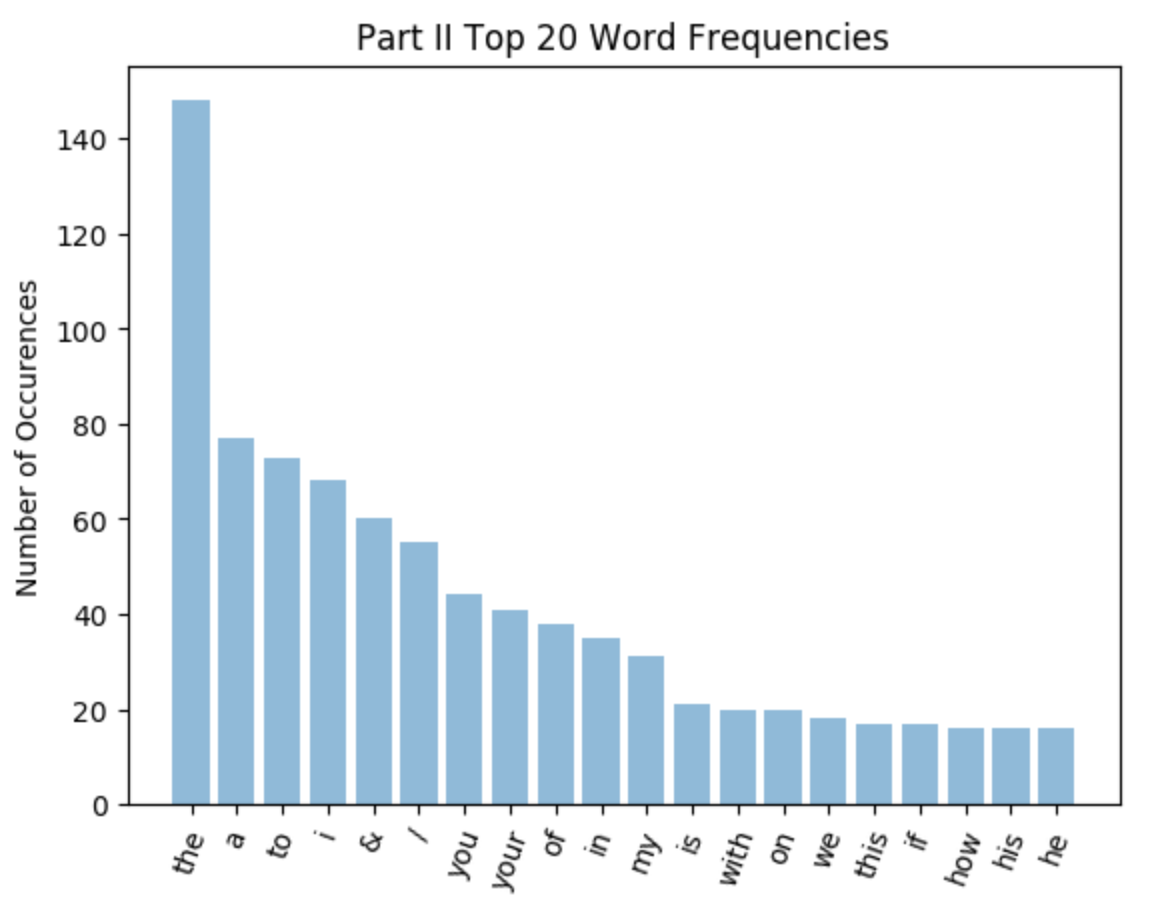 Part II Top 20 Word Frequencies
Number of Occurences
140
120
100
80
60
40
20
0
the a to i & / you your of in my is with on we this if how his he